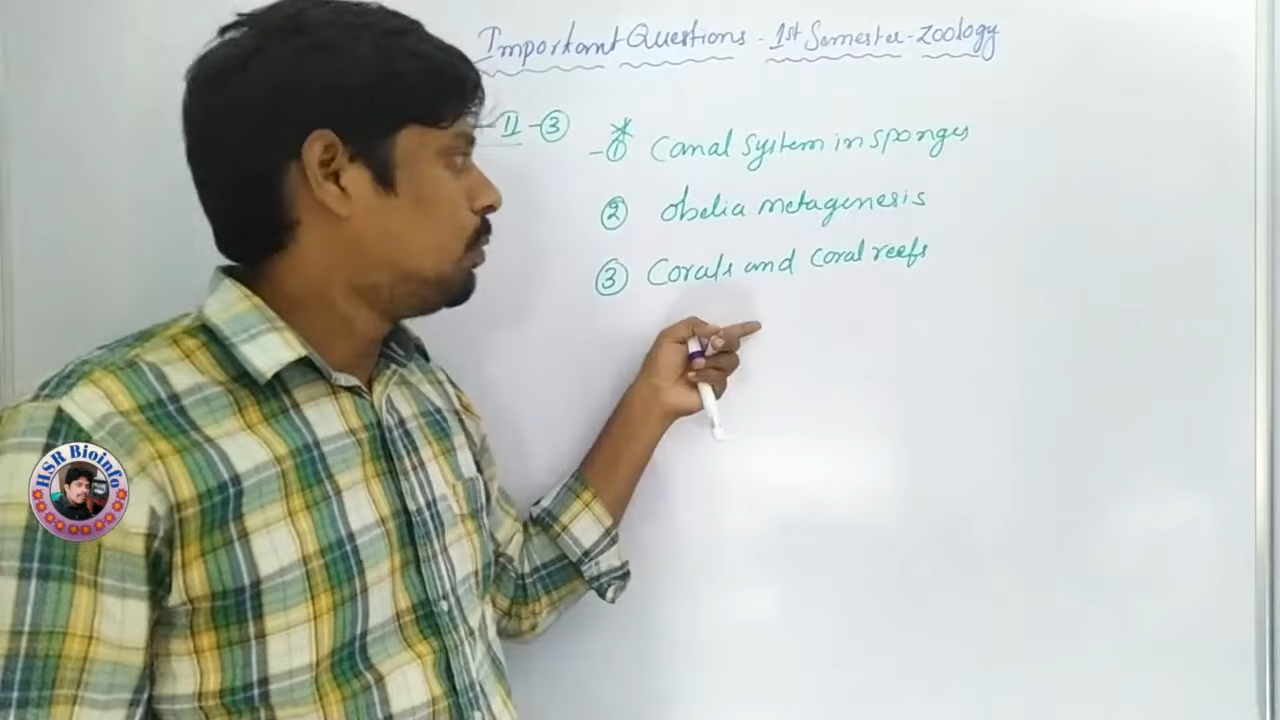 Important Questions - 1st Semester - Zoology
- II - 3
* - 1 Canal system in sponges
2 obelia metagenesis
3 Corals and coral reefs
HSR Bioinfo